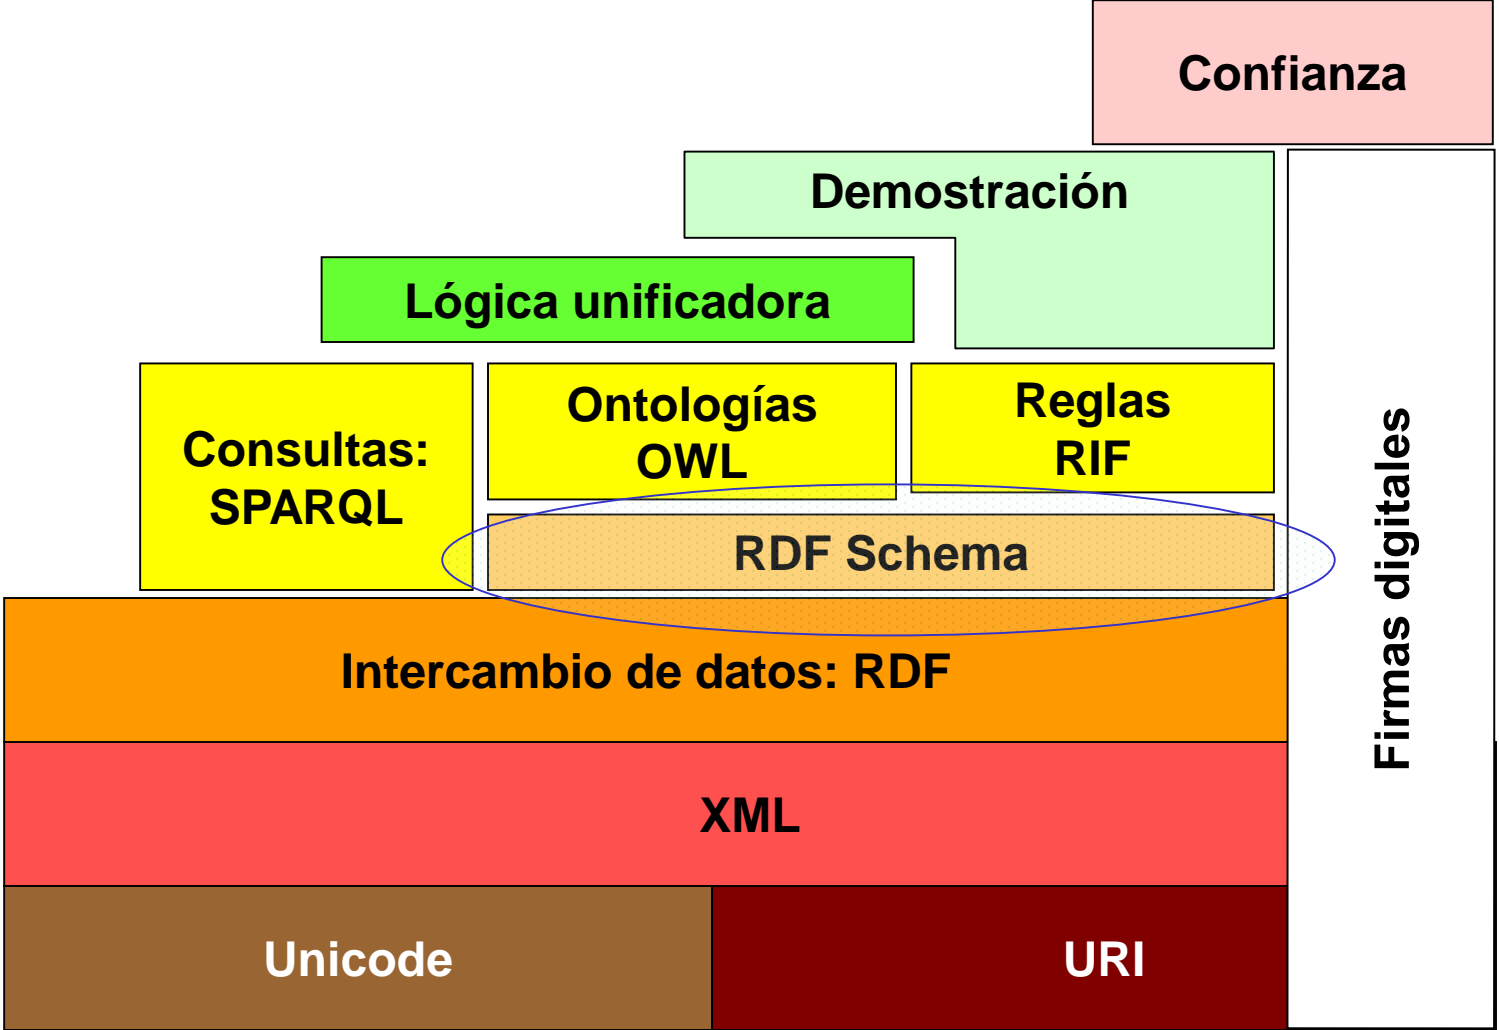 Confianza
Demostración
Lógica unificadora
Consultas:
SPARQL
Ontologías
OWL
Reglas
RIF
RDF Schema
Intercambio de datos: RDF
XML
Unicode
URI
Firmas digitales